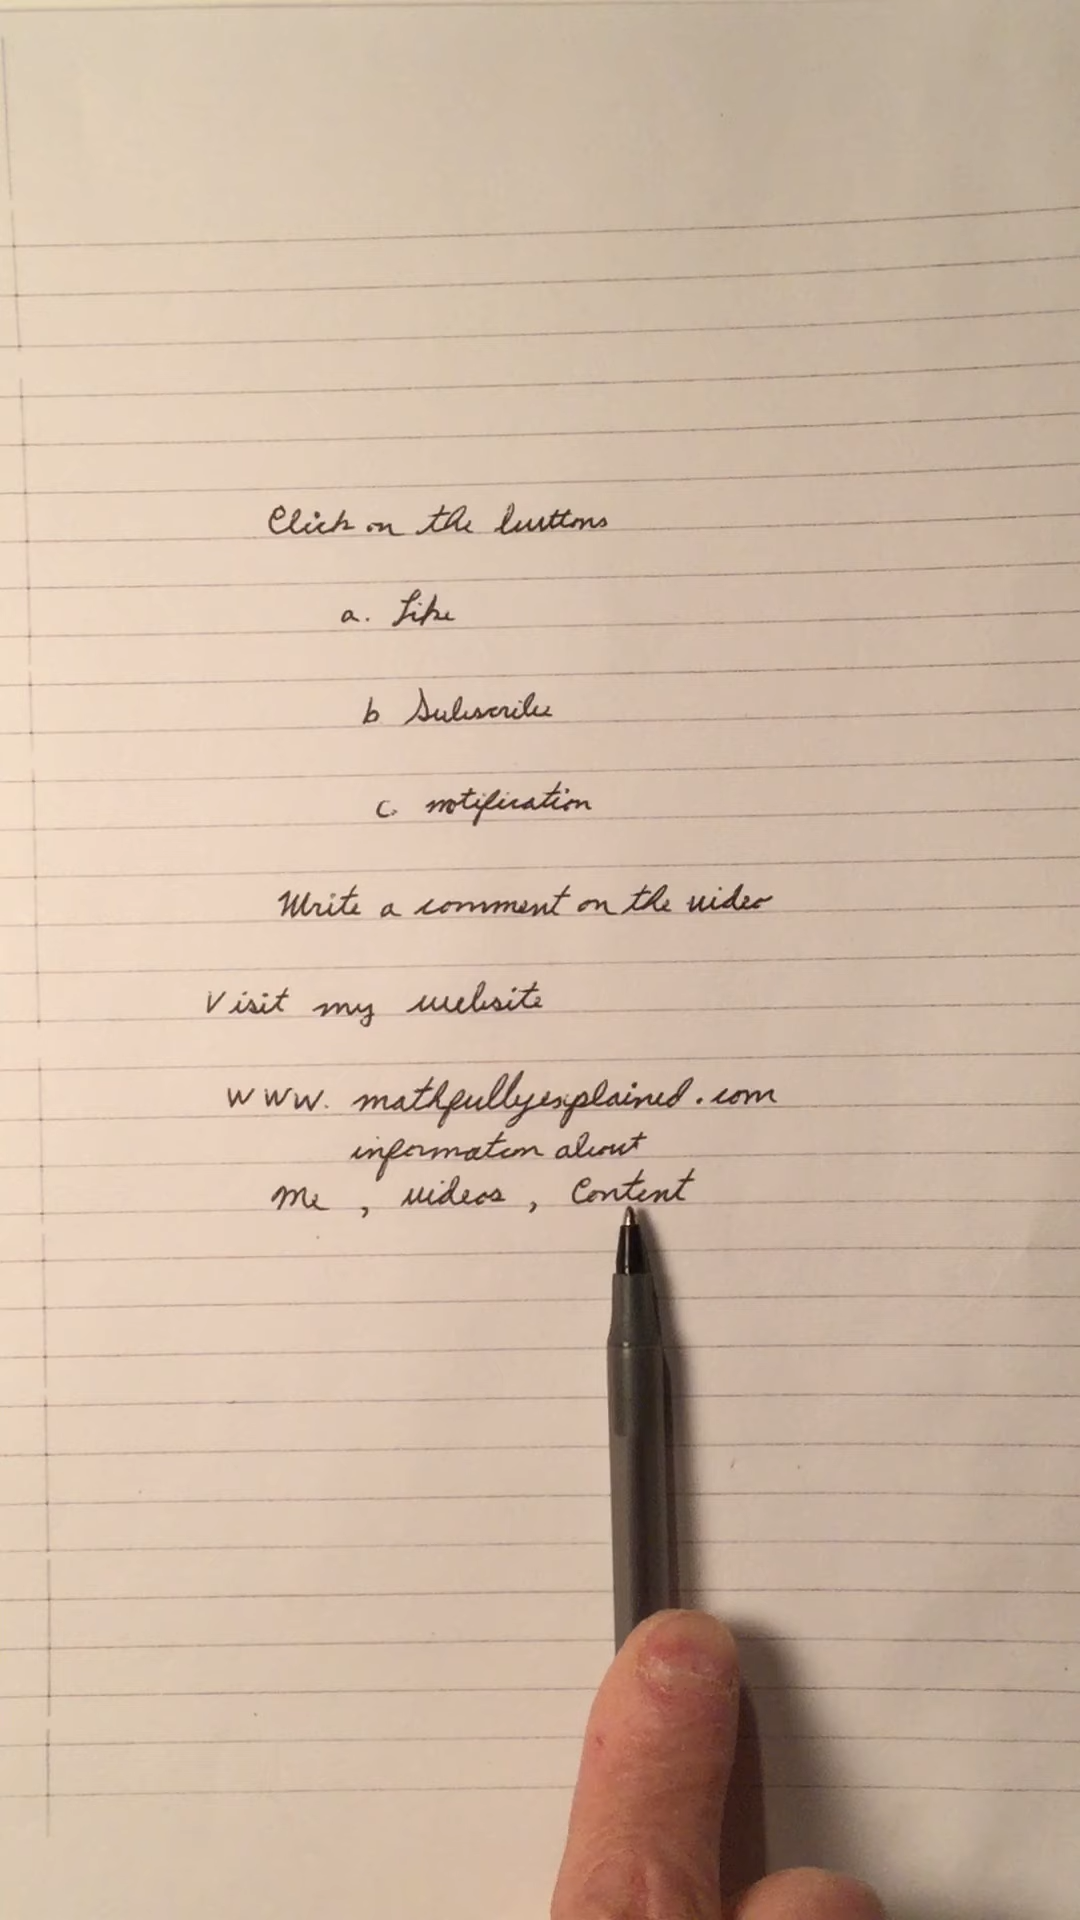 Click on the buttons
a. Like
b Subscribe
c. notification
Write a comment on the video
Visit my website
www.mathfullyexplained.com
information about
Me, videos, Content